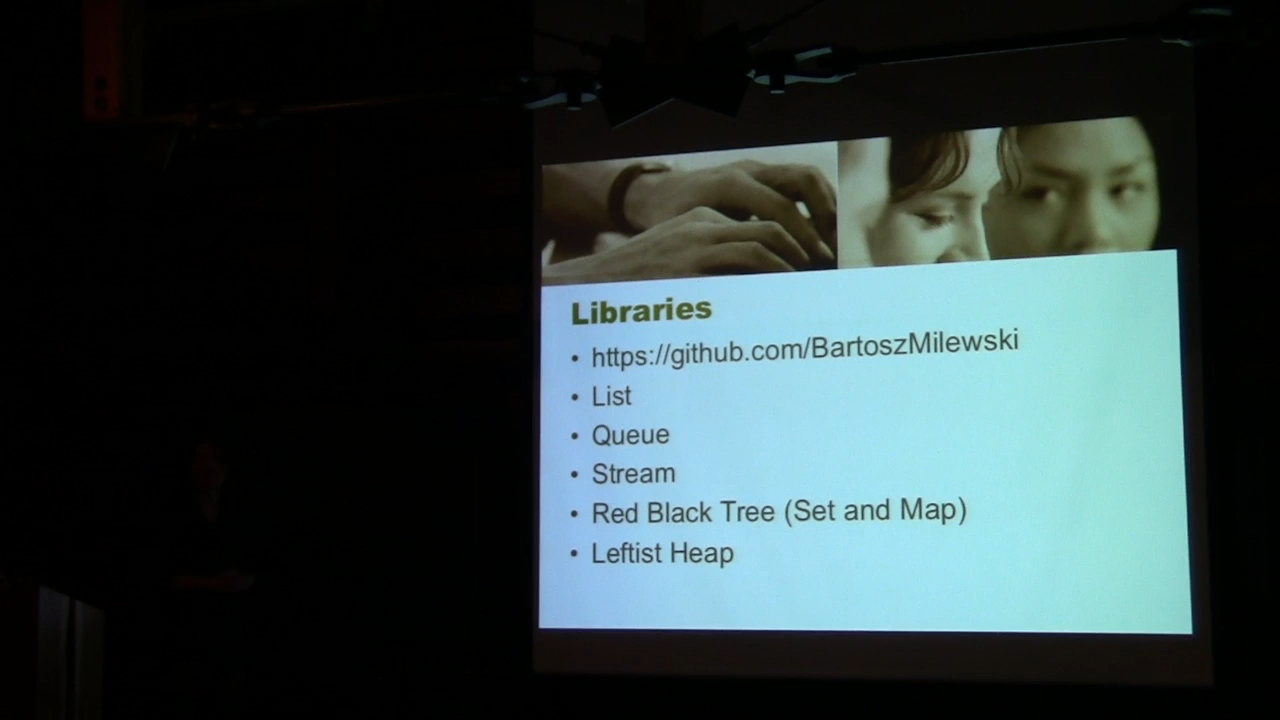 Libraries
• https://github.com/BartoszMilewski
• List
• Queue
• Stream
• Red Black Tree (Set and Map)
• Leftist Heap